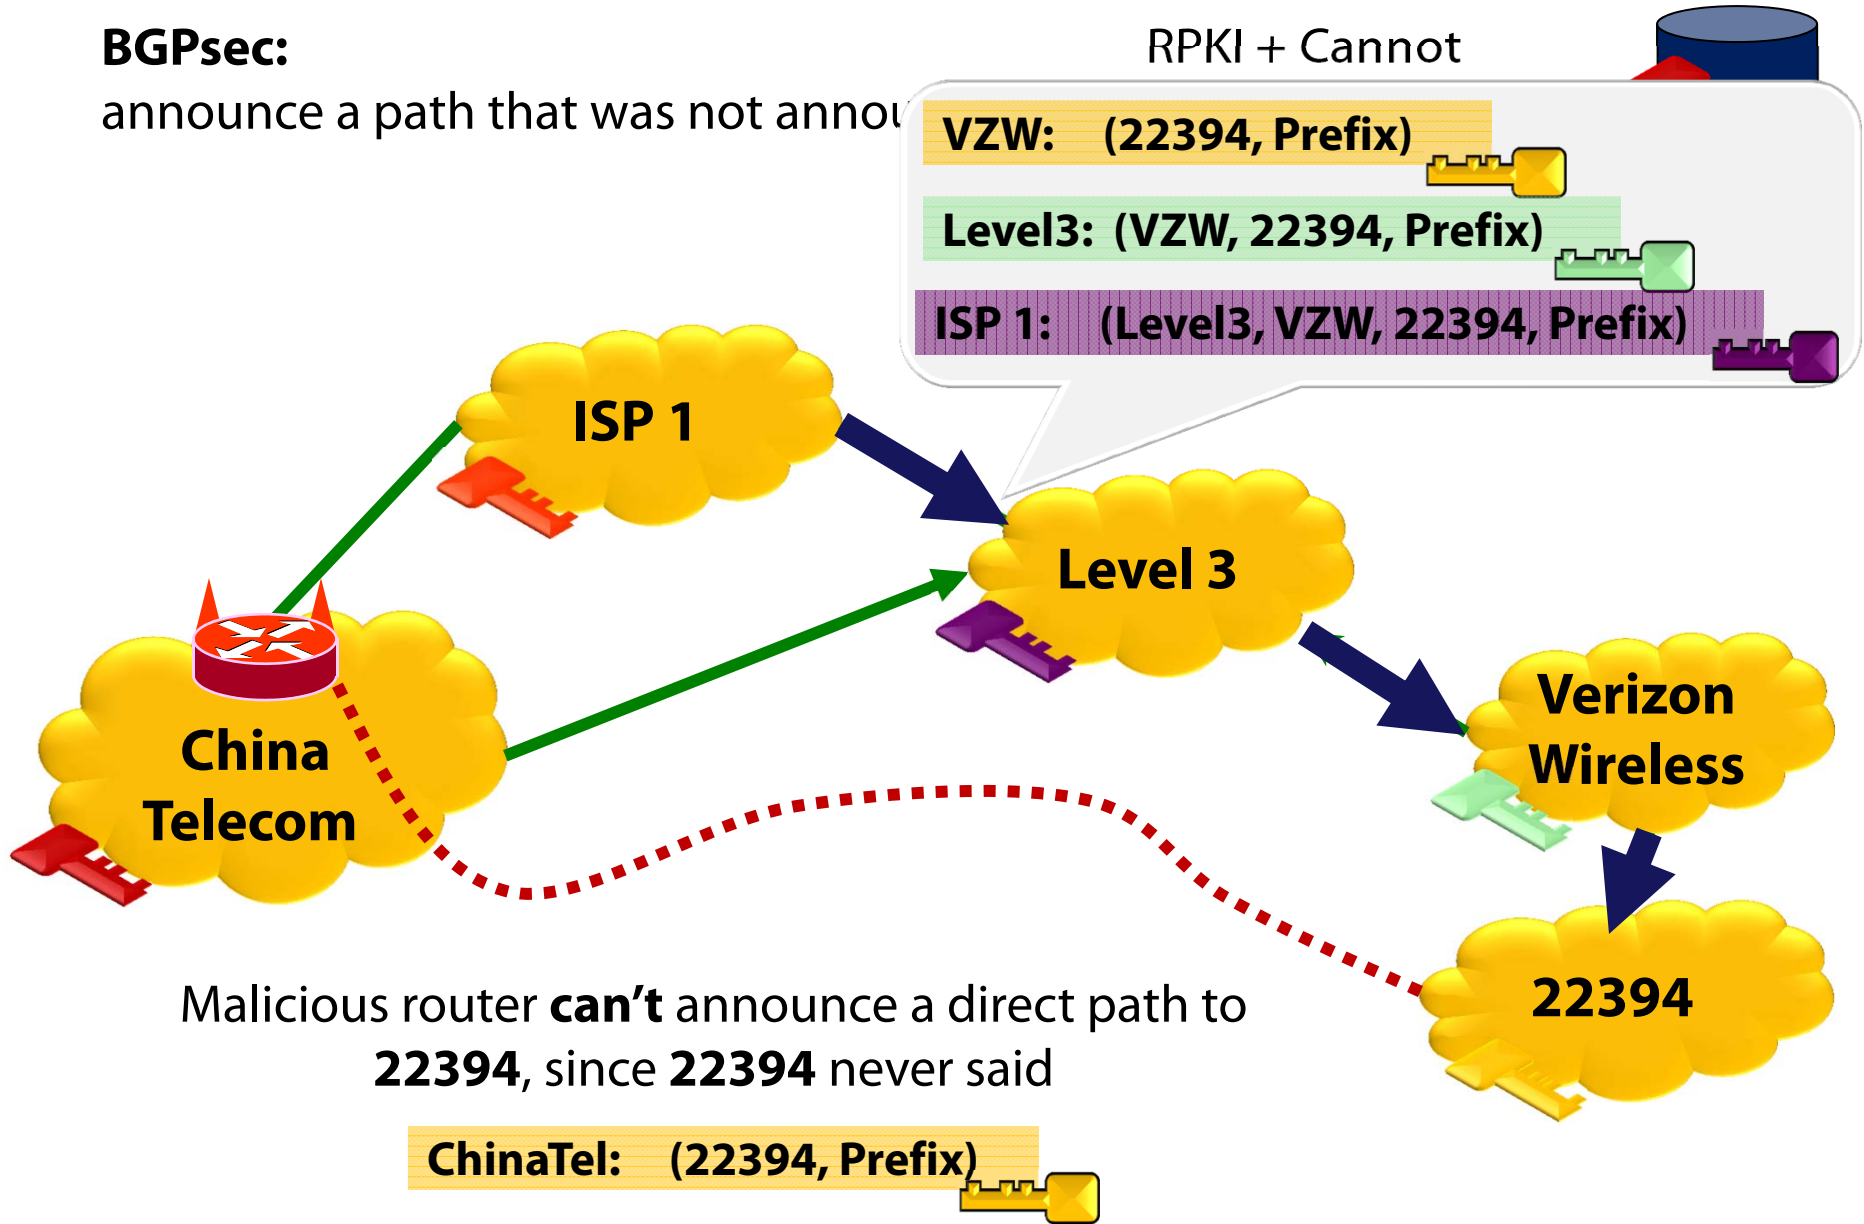 BGPsec:
RPKI + Cannot
announce a path that was not annou
VZW: (22394, Prefix)
Level3: (VZW, 22394, Prefix)
ISP 1: (Level3, VZW, 22394, Prefix)
ISP 1
Level 3
Verizon
Wireless
China
Telecom
22394
Malicious router can't announce a direct path to
22394, since 22394 never said
ChinaTel: (22394, Prefix)